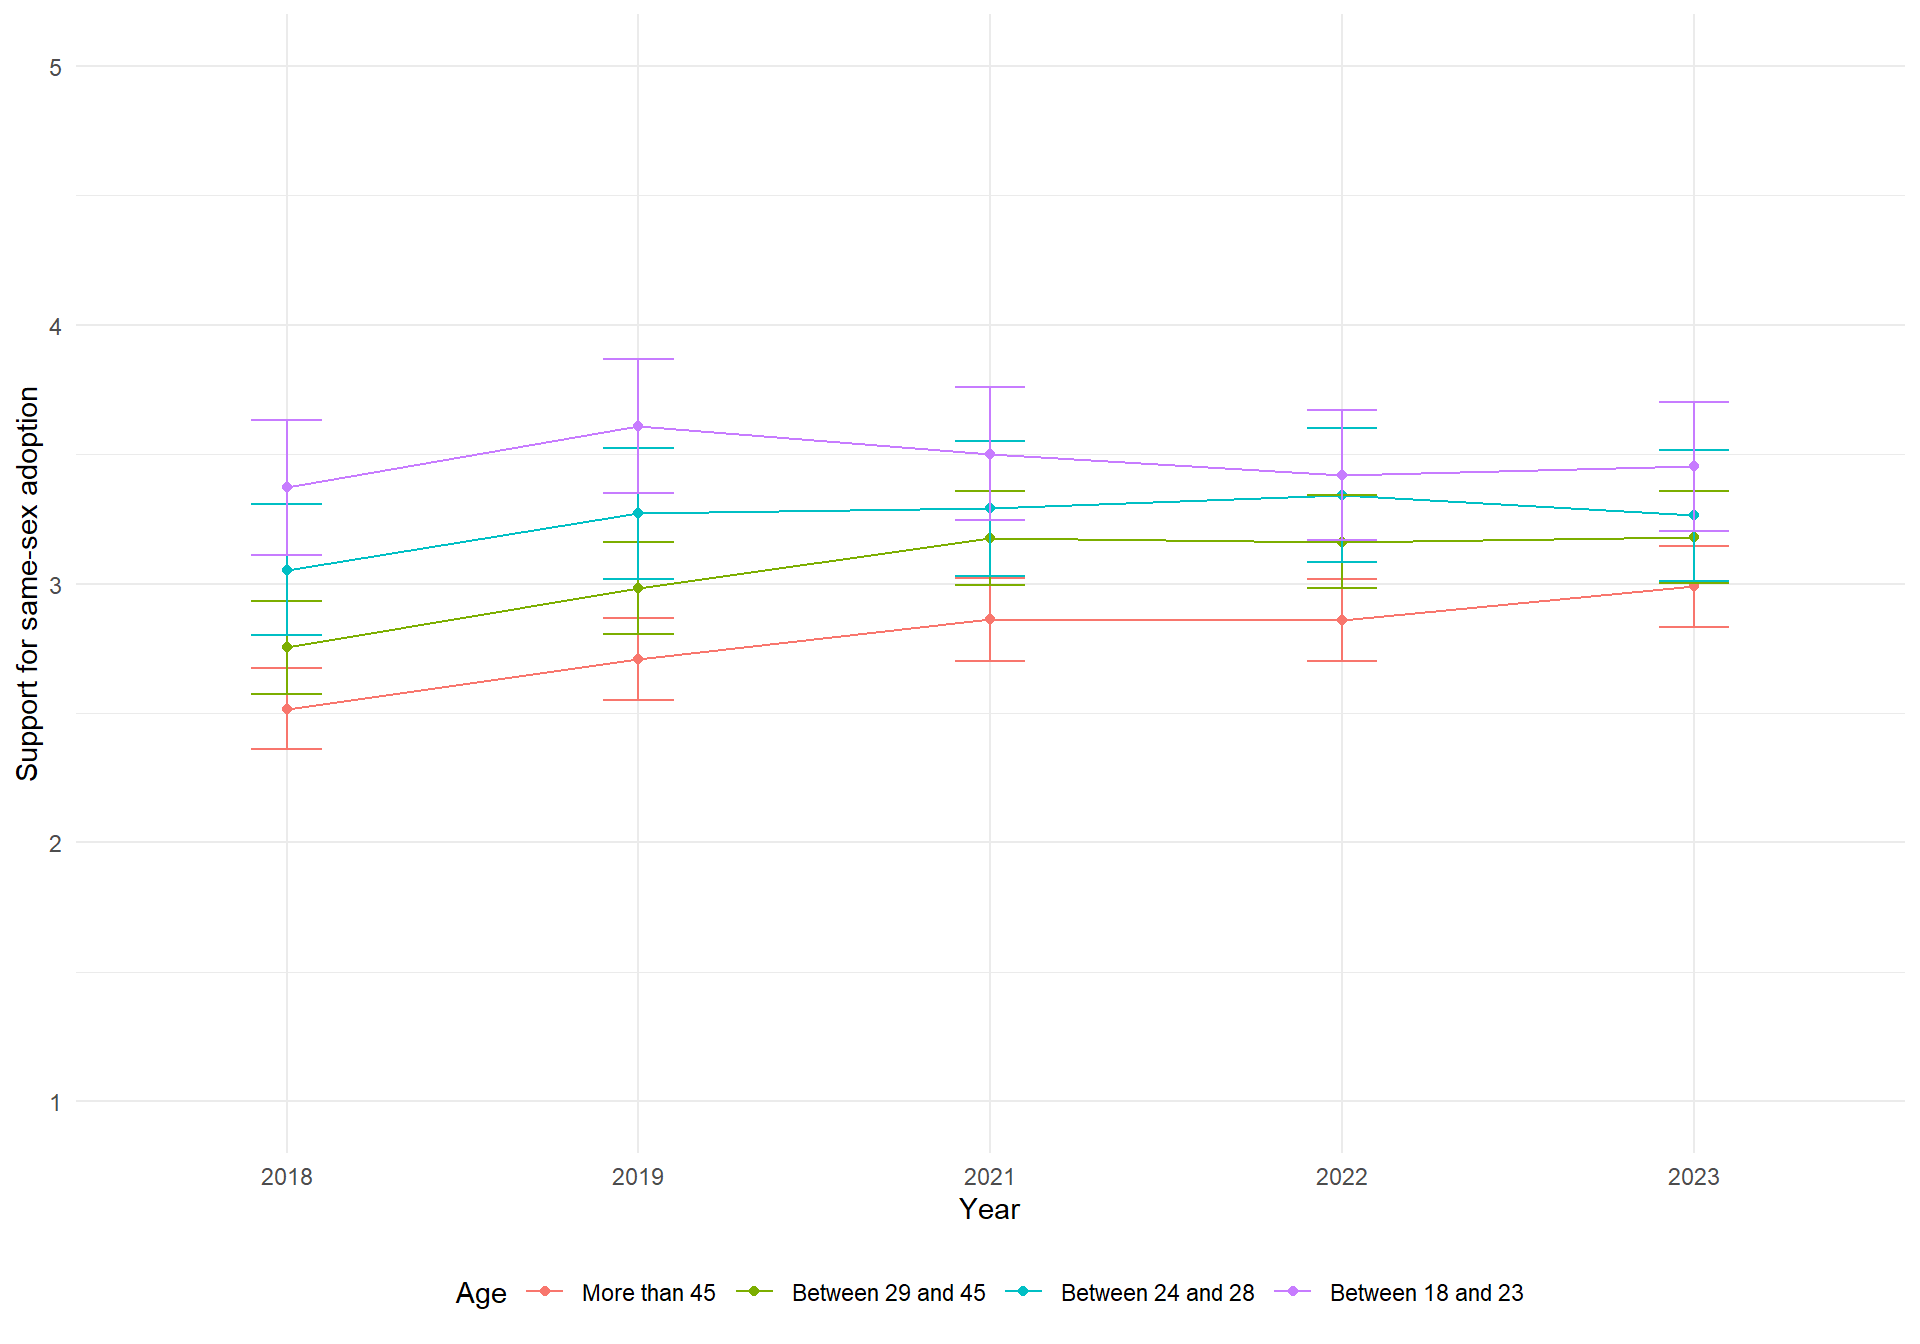 Support for same-sex adoption
5
4
3
2
1
2018 2019 2021 2022 2023
Year
Age More than 45 Between 29 and 45 Between 24 and 28 Between 18 and 23